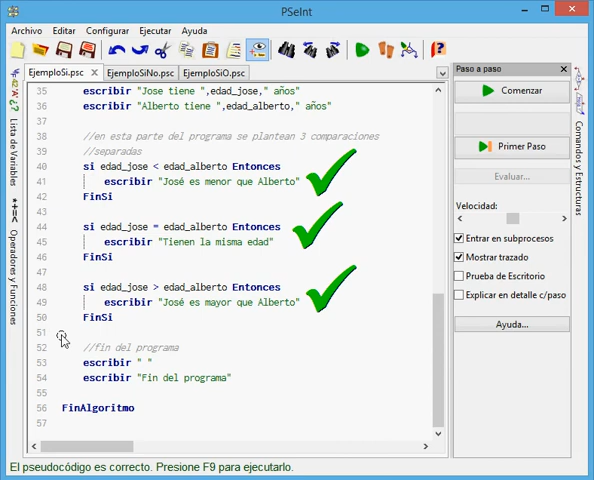 PSeInt
Archivo Editar Configurar Ejecutar Ayuda
EjemploSi.psc EjemploSiNo.psc EjemploSiO.psc
Lista de Variables
Operadores y Funciones
35 escribir "Jose tiene ",edad_jose," años"
36 escribir "Alberto tiene ",edad_alberto," años"
37
38 //en esta parte del programa se plantean 3 comparaciones
39 //separadas
40 si edad_jose < edad_alberto Entonces
41 escribir "José es menor que Alberto"
42 FinSi
43
44 si edad_jose = edad_alberto Entonces
45 escribir "Tienen la misma edad"
46 FinSi
47
48 si edad_jose > edad_alberto Entonces
49 escribir "José es mayor que Alberto"
50 FinSi
51
52 //fin del programa
53 escribir " "
54 escribir "Fin del programa"
55
56 FinAlgoritmo
57
Paso a paso
Comenzar
Primer Paso
Evaluar...
Velocidad:
Entrar en subprocesos
Mostrar trazado
Prueba de Escritorio
Explicar en detalle c/paso
Ayuda...
Comandos y Estructuras
El pseudocódigo es correcto. Presione F9 para ejecutarlo.